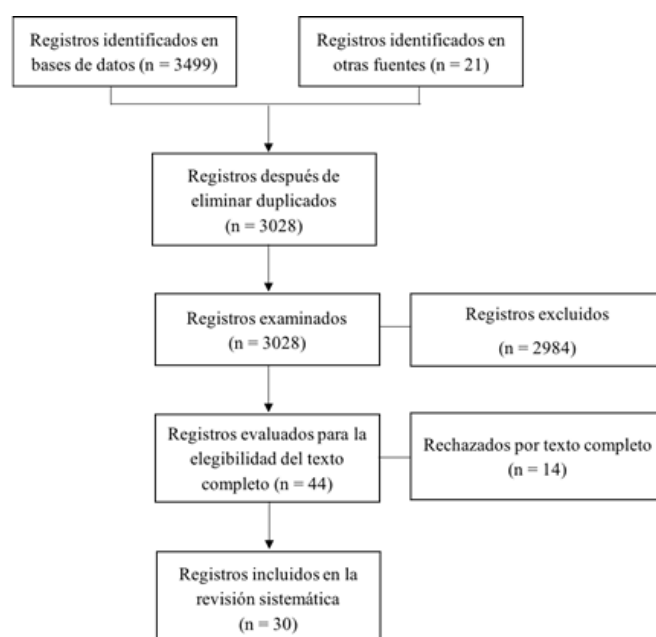 Registros identificados en
bases de datos (n = 3499)
Registros identificados en
otras fuentes (n = 21)
Registros después de
eliminar duplicados
(n = 3028)
Registros examinados
(n = 3028)
Registros excluidos
(n = 2984)
Registros evaluados para la
elegibilidad del texto
completo (n = 44)
Rechazados por texto completo
(n = 14)
Registros incluidos en la
revisión sistemática
(n = 30)